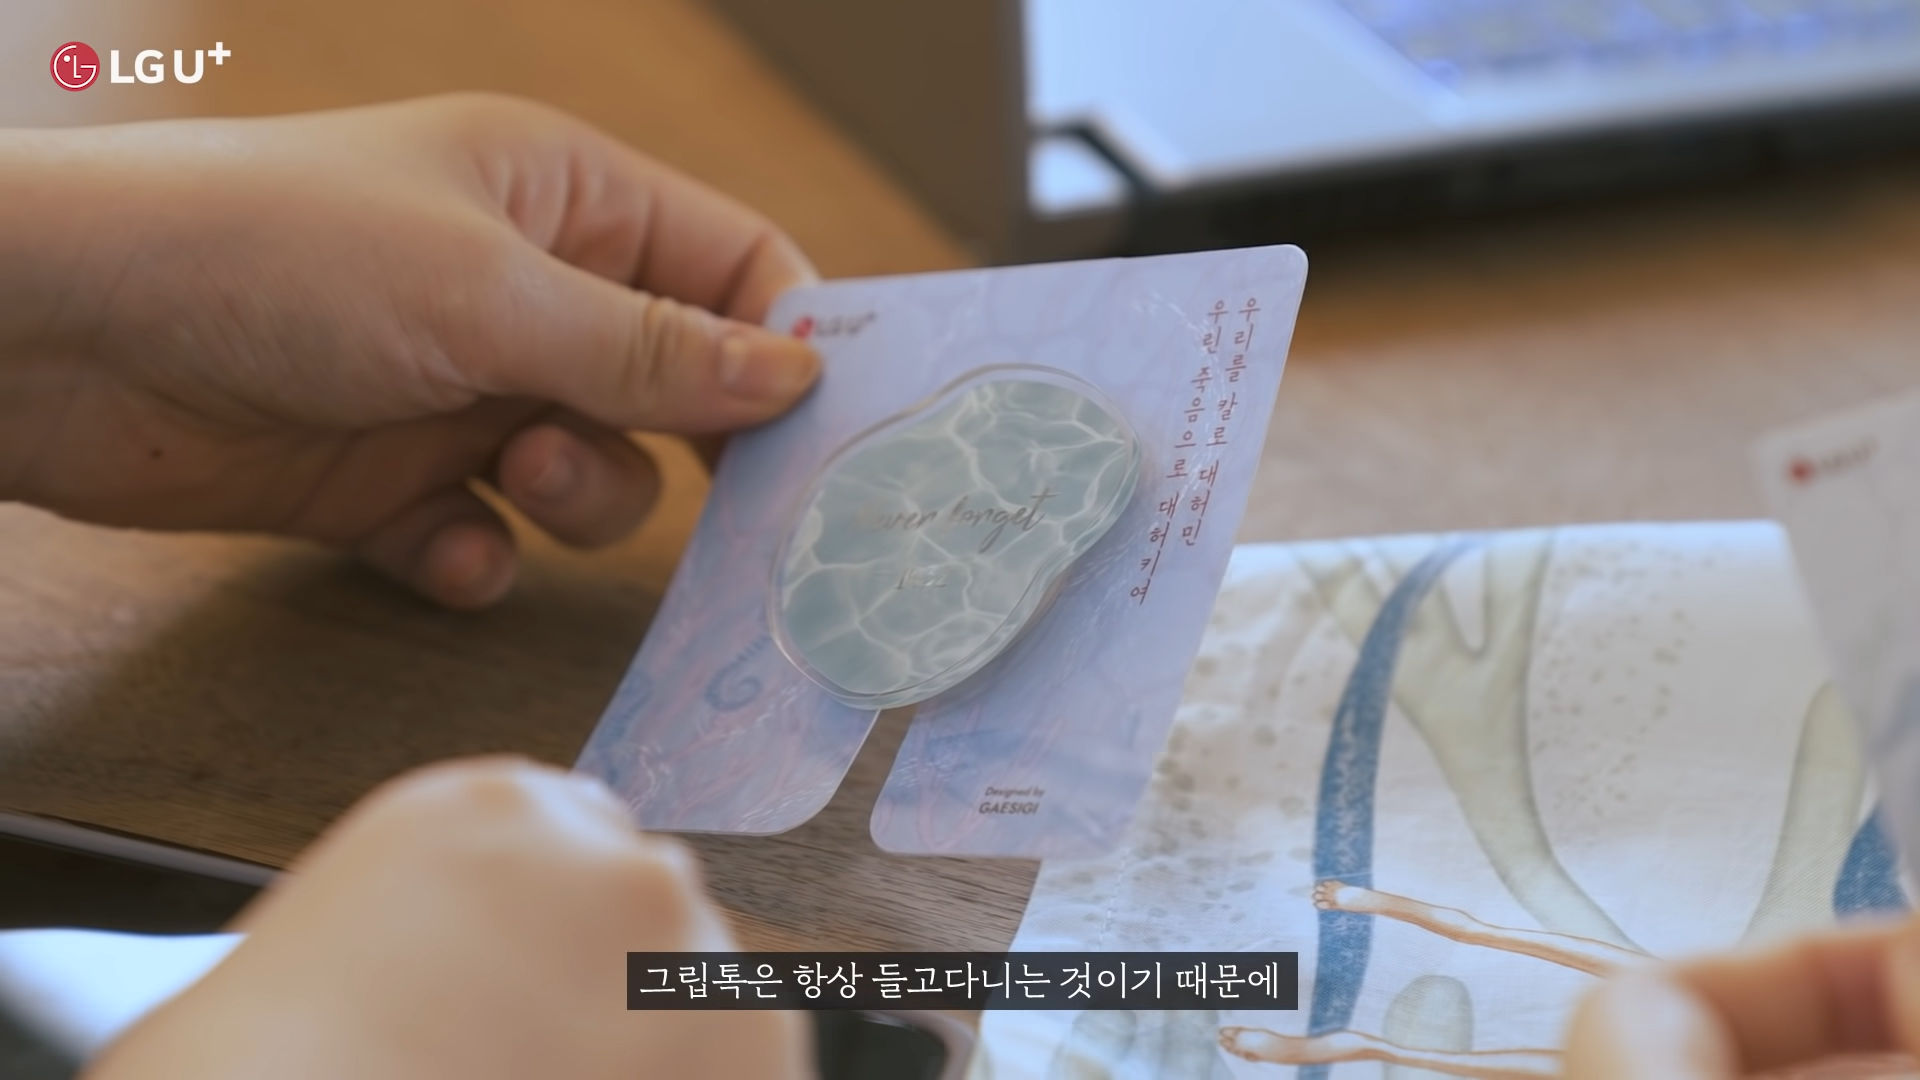 LG U+
LG U+
우리를 칼로 대허민
우린 죽음으로 대허키여
never forget
Designed by
GAESIGI
그립톡은 항상 들고다니는 것이기 때문에